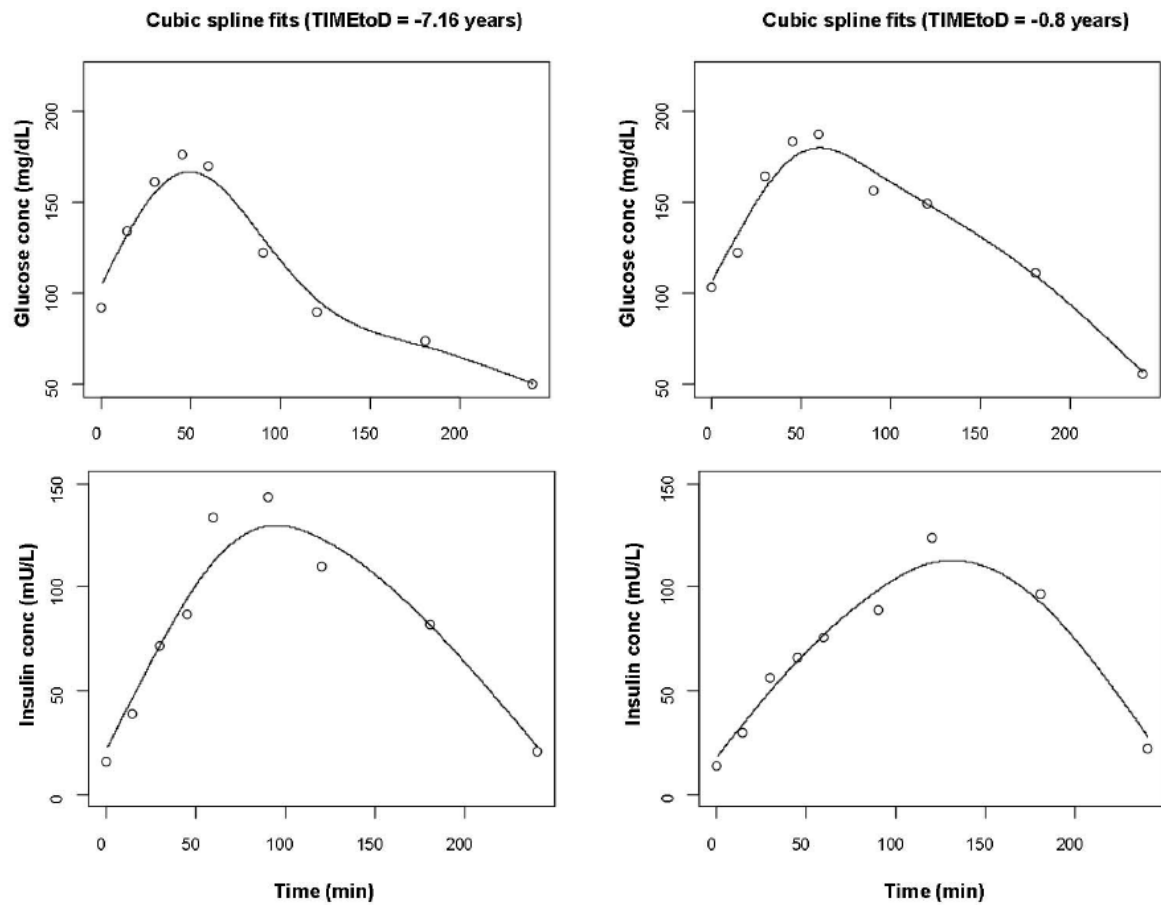 Cubic spline fits (TIMEtoD = -7.16 years)
Cubic spline fits (TIMEtoD = -0.8 years)
Glucose conc (mg/dL)
200
150
100
50
0 50 100 150 200
Glucose conc (mg/dL)
200
150
100
50
0 50 100 150 200
Insulin conc (mU/L)
150
100
50
0
0 50 100 150 200
Time (min)
Insulin conc (mU/L)
150
100
50
0
0 50 100 150 200
Time (min)